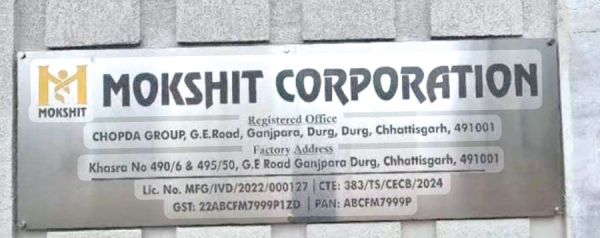 MOKSHIT
MOKSHIT CORPORATION
Registered Office
CHOPDA GROUP, G.E.Road, Ganjpara, Durg, Durg, Chhattisgarh, 491001
Factory Address
Khasra No 490/6 & 495/50, G.E Road Ganjpara Durg, Chhattisgarh, 491001
Lic. No. MFG/IVD/2022/000127 | CTE: 383/TS/CECB/2024
GST: 22ABCFM7999P1ZD | PAN: ABCFM7999P